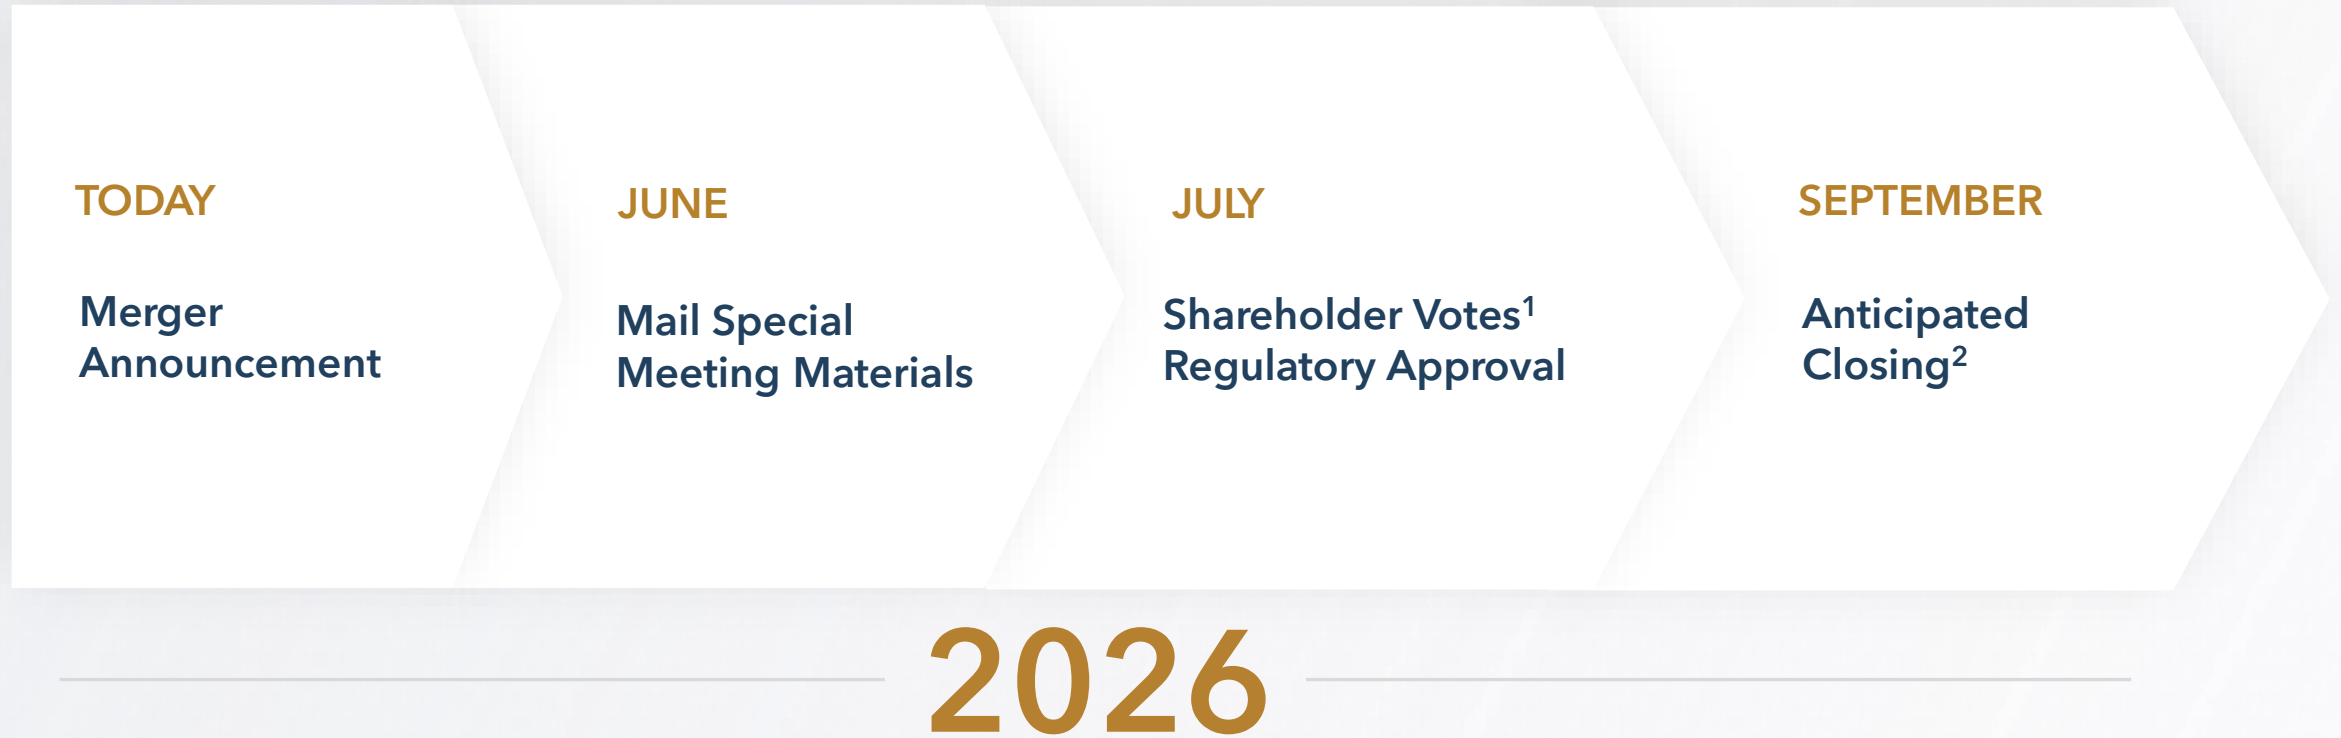 TODAY
Merger
Announcement
JUNE
Mail Special
Meeting Materials
JULY
Shareholder Votes¹
Regulatory Approval
SEPTEMBER
Anticipated
Closing²
2026